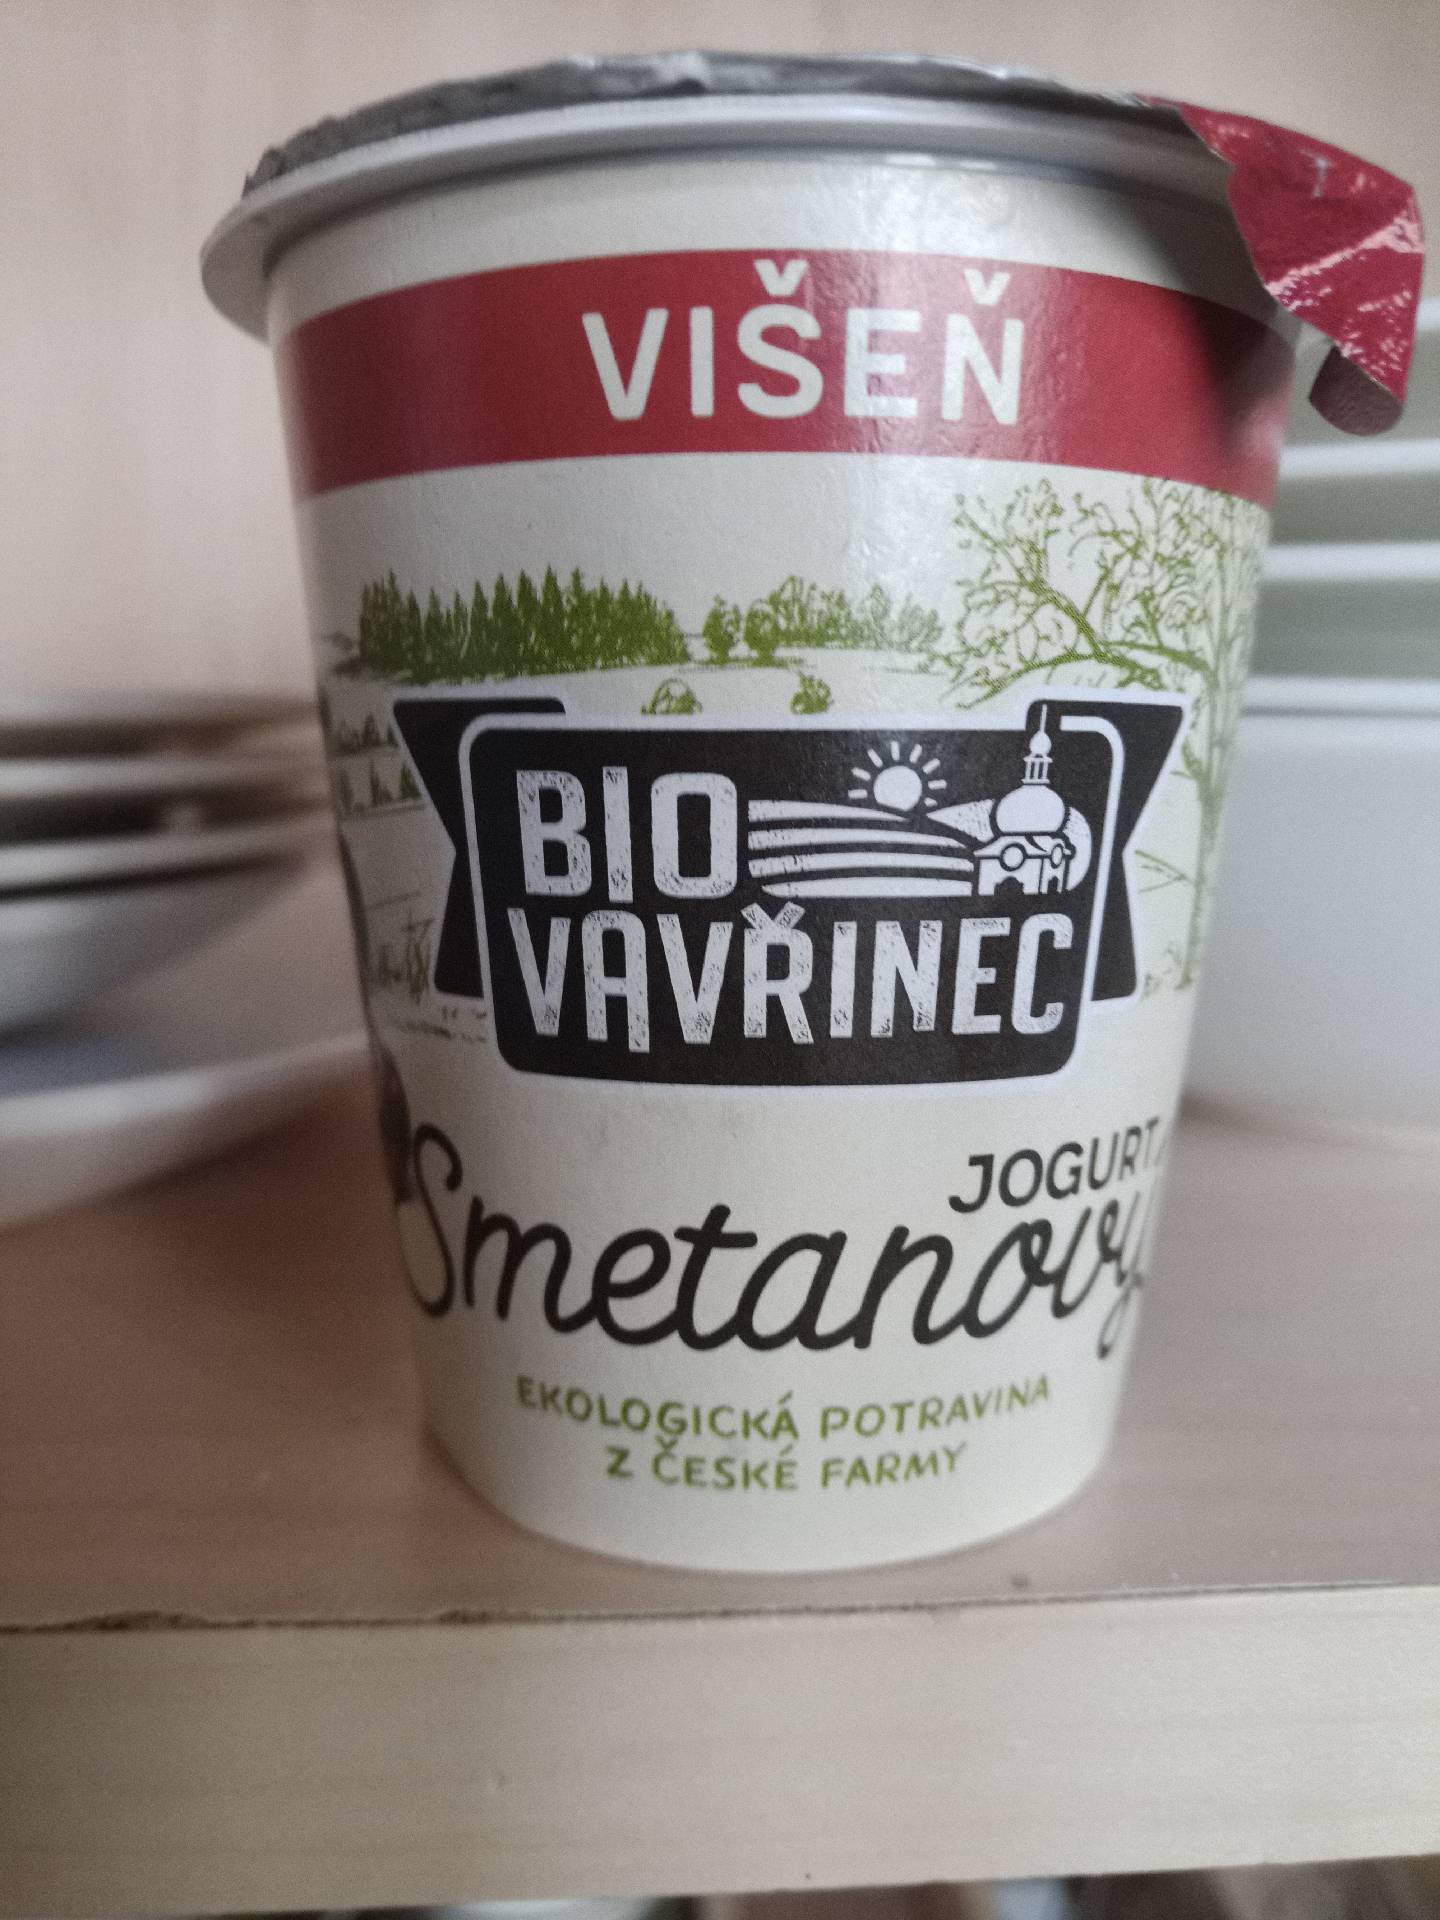 VIŠEŇ
BIO
VAVŘINEC
JOGURT
Smetanový
EKOLOGICKÁ POTRAVINA
Z ČESKÉ FARMY